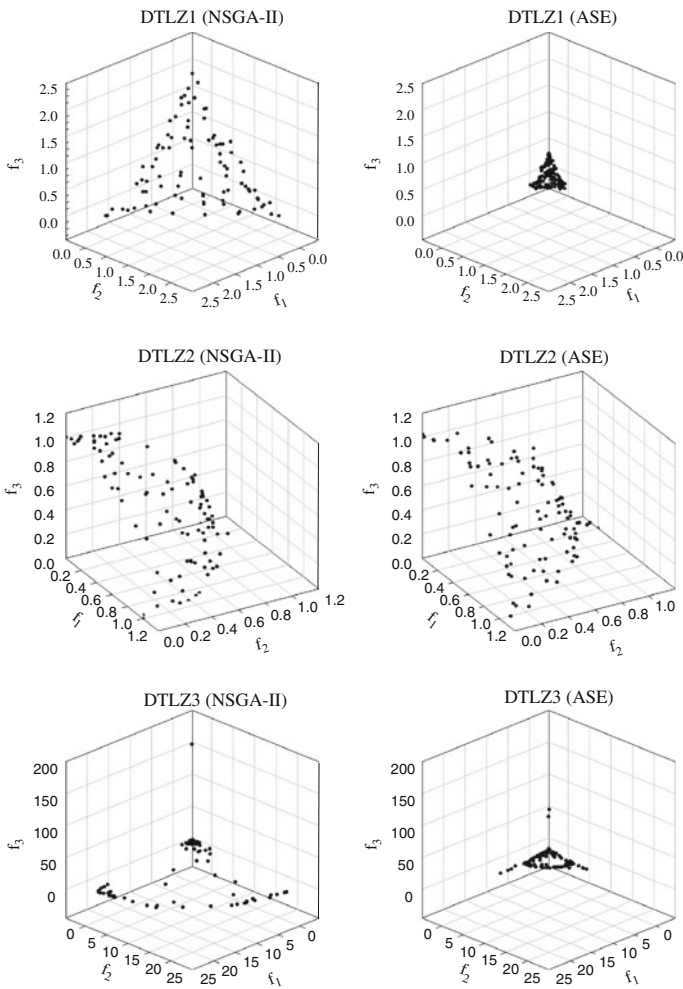 DTLZ1 (NSGA-II)
2.5
2.0
1.5
1.0
0.5
0.0
f3
0.0 0.5 1.0 1.5 2.0 2.5
f2
2.5 2.0 1.5 1.0 0.5 0.0
f1
DTLZ1 (ASE)
2.5
2.0
1.5
1.0
0.5
0.0
f3
0.0 0.5 1.0 1.5 2.0 2.5
f2
2.5 2.0 1.5 1.0 0.5 0.0
f1
DTLZ2 (NSGA-II)
1.2
1.0
0.8
0.6
0.4
0.2
0.0
f3
0.2 0.4 0.6 0.8 1.0 1.2
f1
0.0 0.2 0.4 0.6 0.8 1.0 1.2
f2
DTLZ2 (ASE)
1.2
1.0
0.8
0.6
0.4
0.2
0.0
f3
0.2 0.4 0.6 0.8 1.0 1.2
f1
0.0 0.2 0.4 0.6 0.8 1.0
f2
DTLZ3 (NSGA-II)
200
150
100
50
0
f3
0 5 10 15 20 25
f2
25 20 15 10 5 0
f1
DTLZ3 (ASE)
200
150
100
50
0
f3
0 5 10 15 20 25
f2
25 20 15 10 5 0
f1